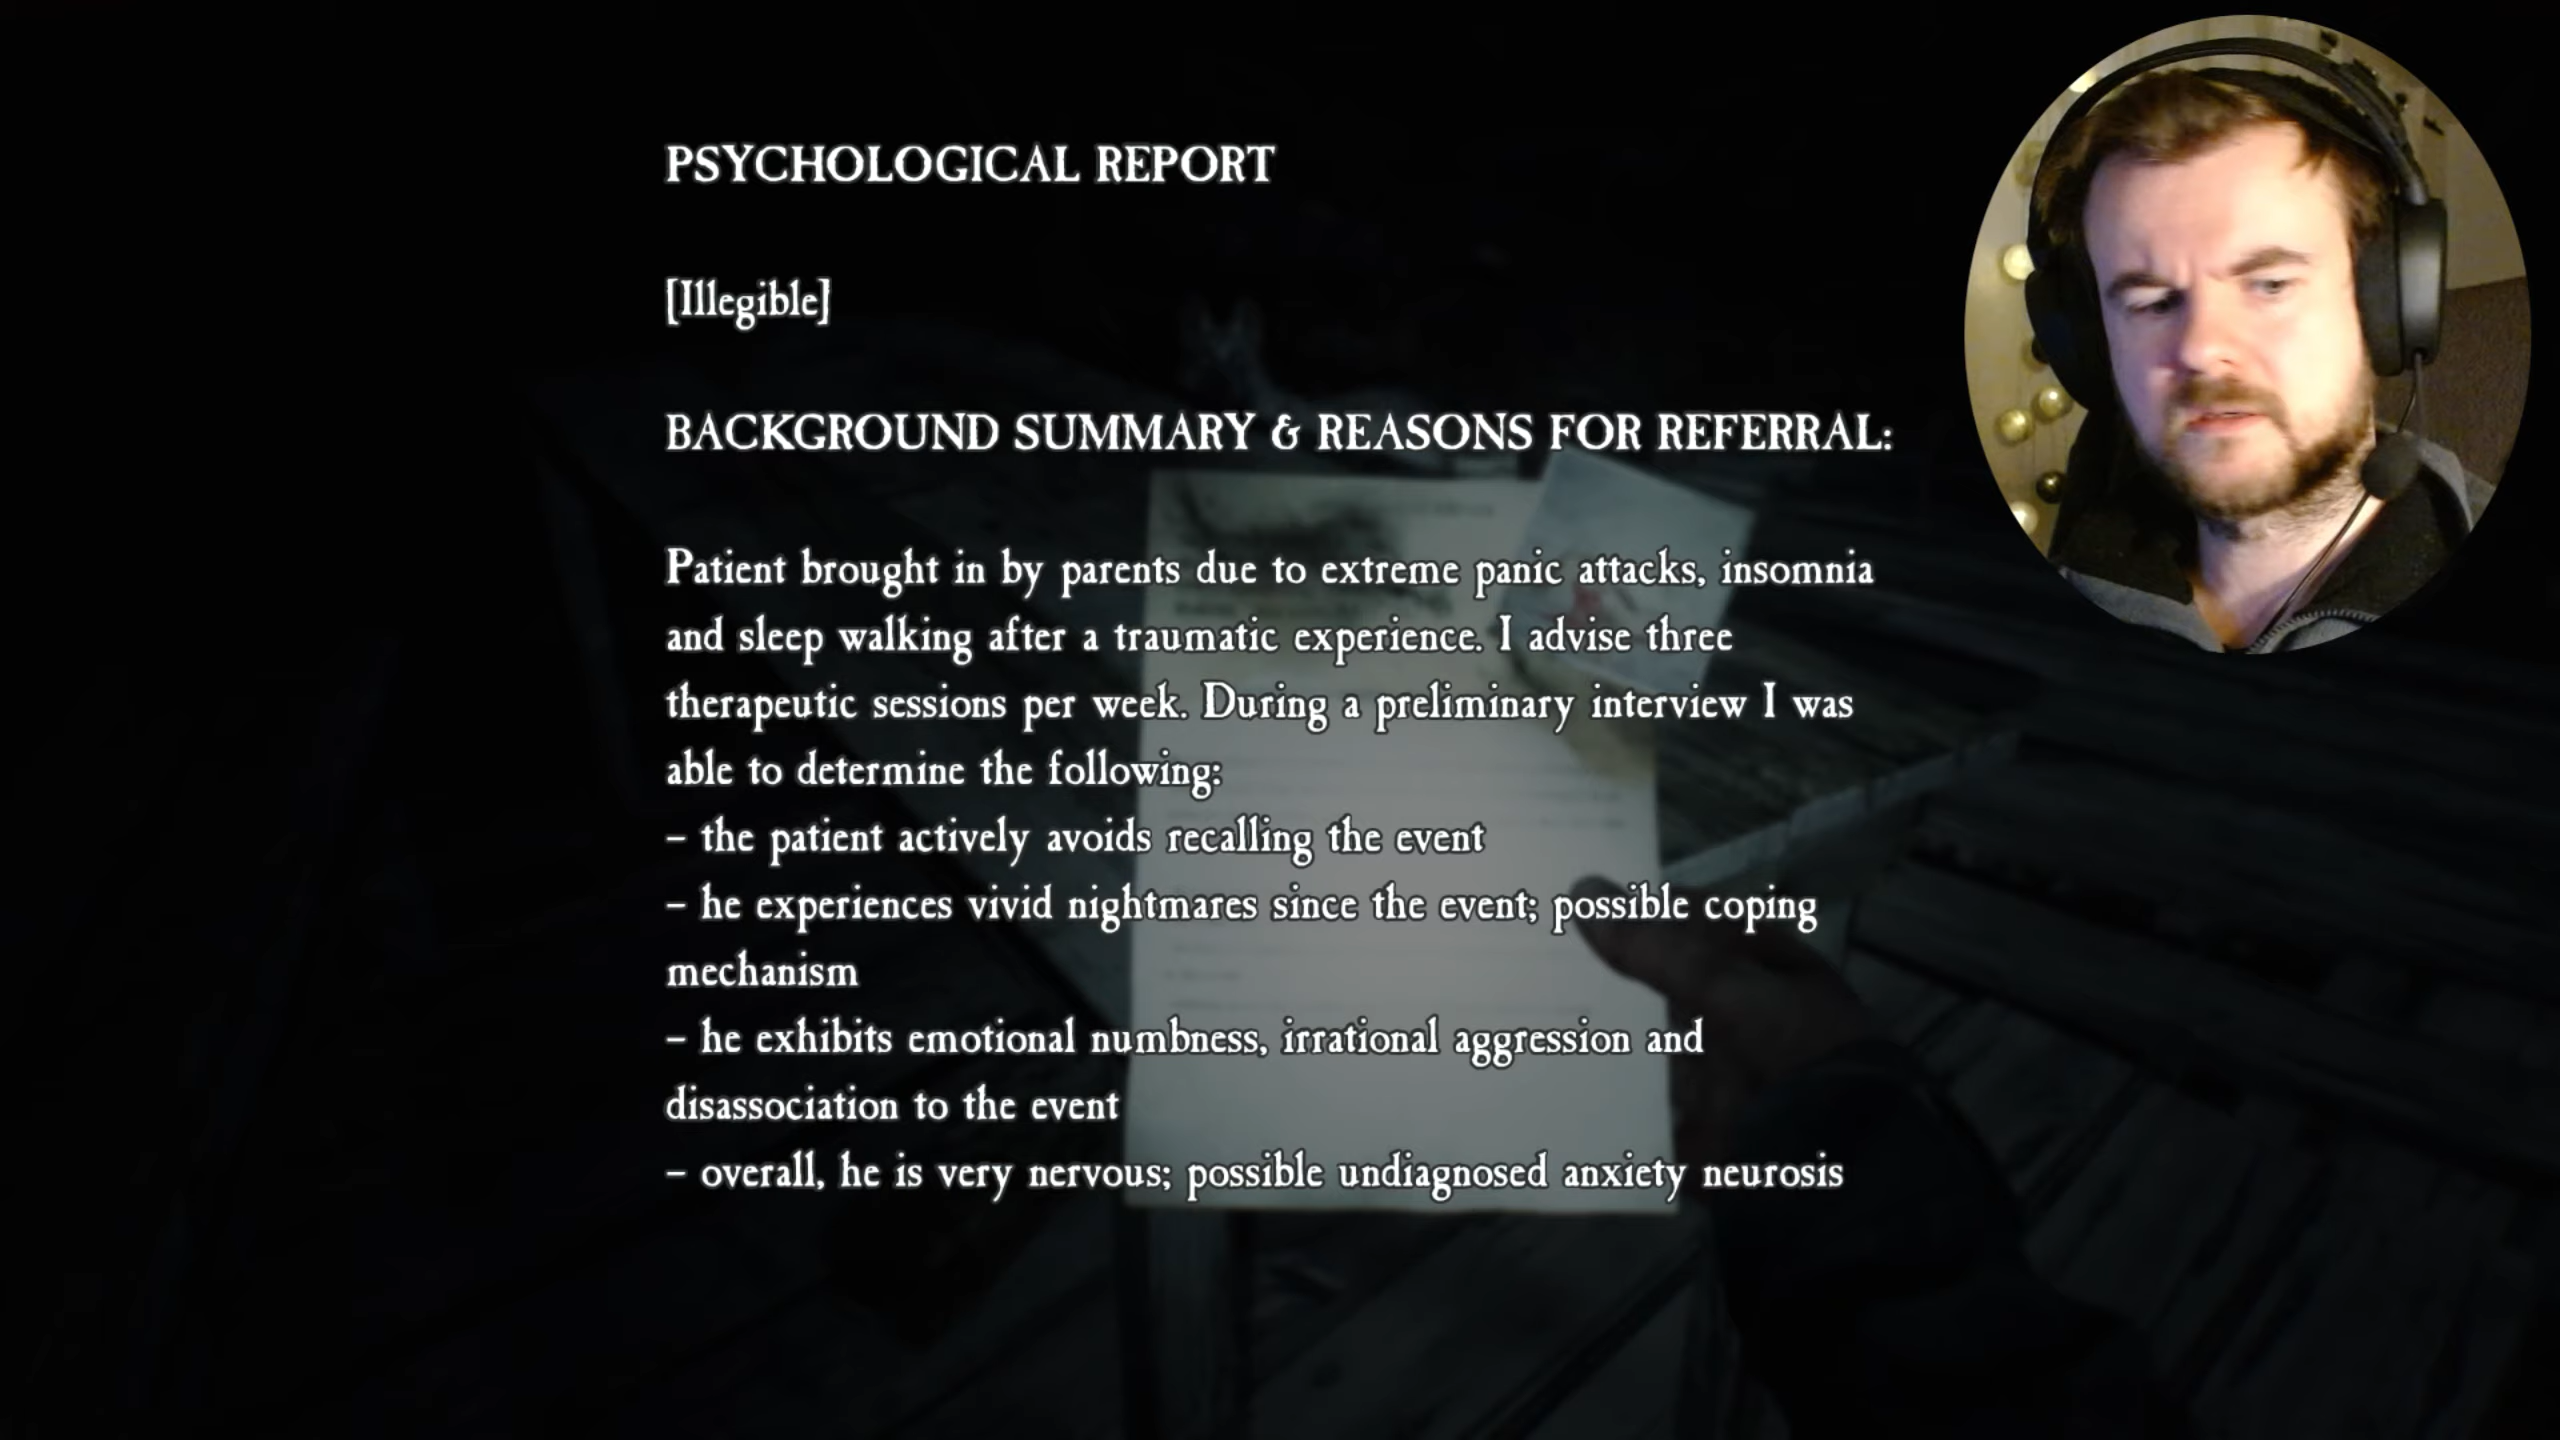 PSYCHOLOGICAL REPORT
[Illegible]
BACKGROUND SUMMARY & REASONS FOR REFERRAL:
Patient brought in by parents due to extreme panic attacks, insomnia
and sleep walking after a traumatic experience. I advise three
therapeutic sessions per week. During a preliminary interview I was
able to determine the following:
– the patient actively avoids recalling the event
– he experiences vivid nightmares since the event; possible coping
mechanism
– he exhibits emotional numbness, irrational aggression and
disassociation to the event
– overall, he is very nervous; possible undiagnosed anxiety neurosis